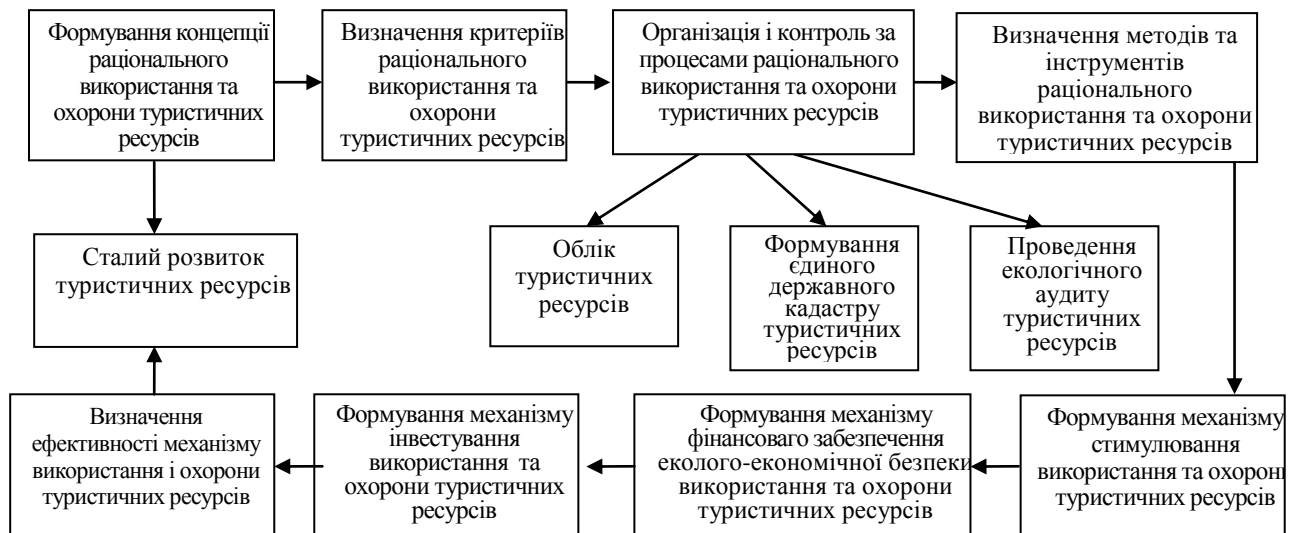 Формування концепції
раціонального
використання та
охорони туристичних
ресурсів
Визначення критеріїв
раціонального
використання та
охорони
туристичних ресурсів
Організація і контроль за
процесами раціонального
використання та охорони
туристичних ресурсів
Визначення методів та
інструментів
раціонального
використання та охорони
туристичних ресурсів
Сталий розвиток
туристичних ресурсів
Облік
туристичних
ресурсів
Формування
єдиного
державного
кадастру
туристичних
ресурсів
Проведення
екологічного
аудиту
туристичних
ресурсів
Визначення
ефективності механізму
використання і охорони
туристичних ресурсів
Формування механізму
інвестування
використання та
охорони туристичних
ресурсів
Формування механізму
фінансоваго забезпечення
еколого-економічної безпеки
використання та охорони
туристичних ресурсів
Формування механізму
стимулювання
використання та охорони
туристичних ресурсів